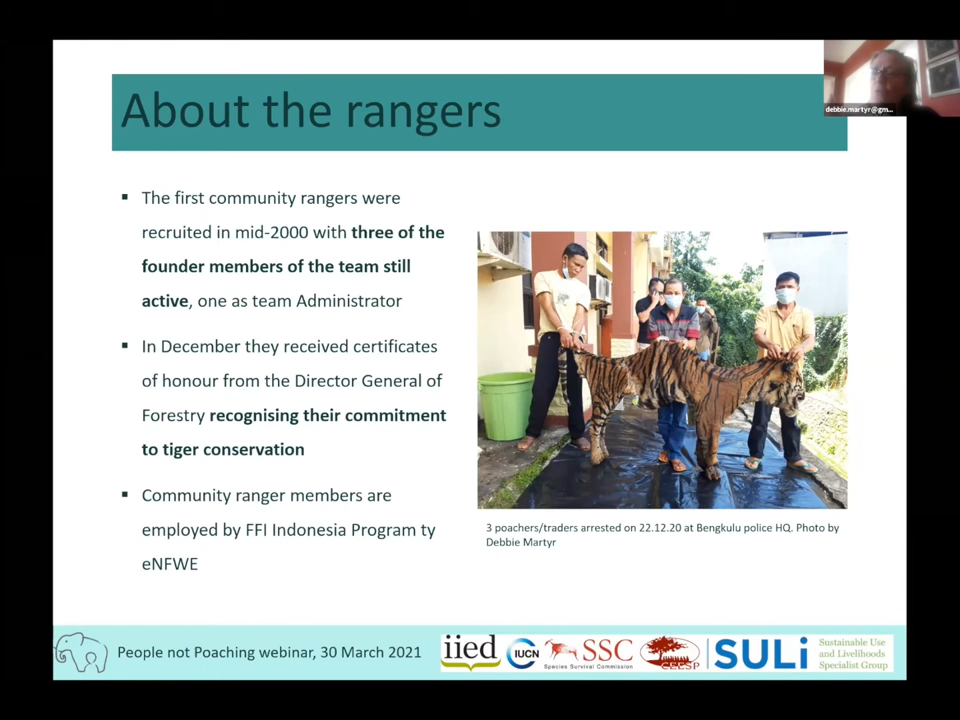 debbie.martyr@gm...
About the rangers
▪ The first community rangers were
recruited in mid-2000 with three of the
founder members of the team still
active, one as team Administrator
▪ In December they received certificates
of honour from the Director General of
Forestry recognising their commitment
to tiger conservation
▪ Community ranger members are
employed by FFI Indonesia Program ty
eNFWE
3 poachers/traders arrested on 22.12.20 at Bengkulu police HQ. Photo by
Debbie Martyr
People not Poaching webinar, 30 March 2021
iied
IUCN
SSC
Species Survival Commission
CEESP
SULi
Sustainable Use
and Livelihoods
Specialist Group